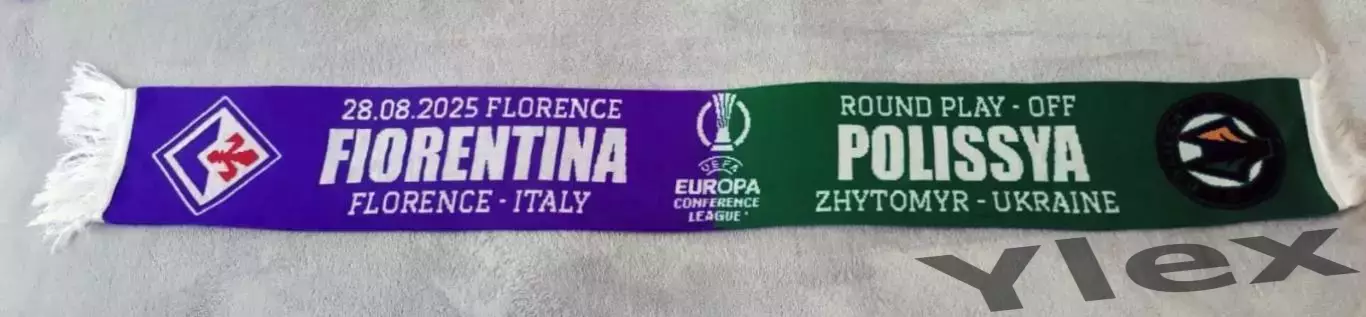 28.08.2025 FLORENCE
FIORENTINA
FLORENCE - ITALY
UEFA
EUROPA
CONFERENCE
LEAGUE
ROUND PLAY - OFF
POLISSYA
ZHYTOMYR - UKRAINE
Ylex